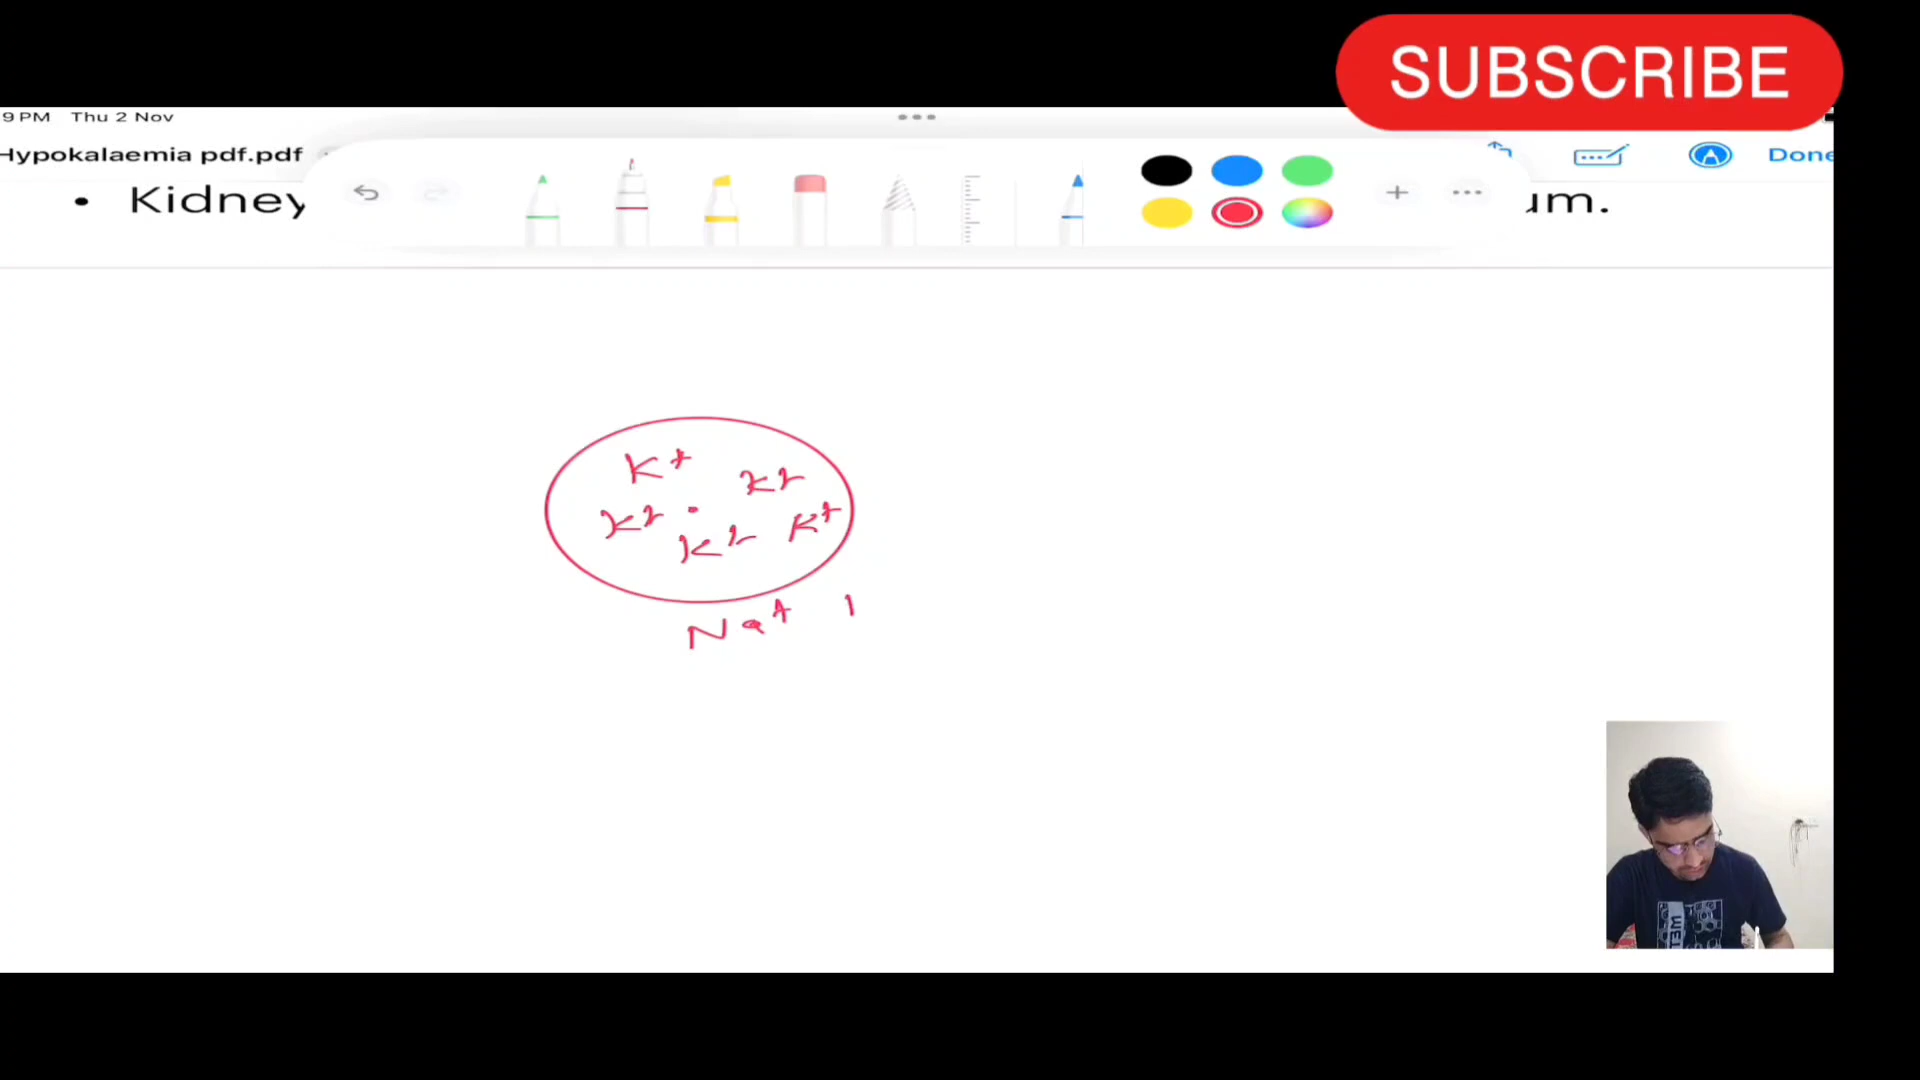 SUBSCRIBE
9 PM Thu 2 Nov
Hypokalaemia pdf.pdf
Done
• Kidney um.
K+
K+
K+
K+
K+
Na+